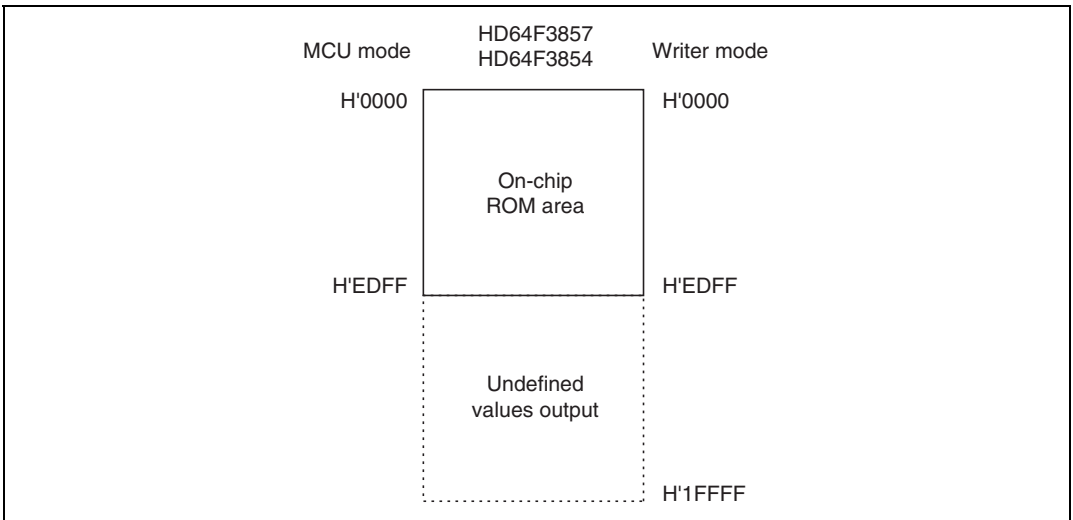 HD64F3857
MCU mode HD64F3854 Writer mode
H'0000 H'0000
On-chip
ROM area
H'EDFF H'EDFF
Undefined
values output
H'1FFFF